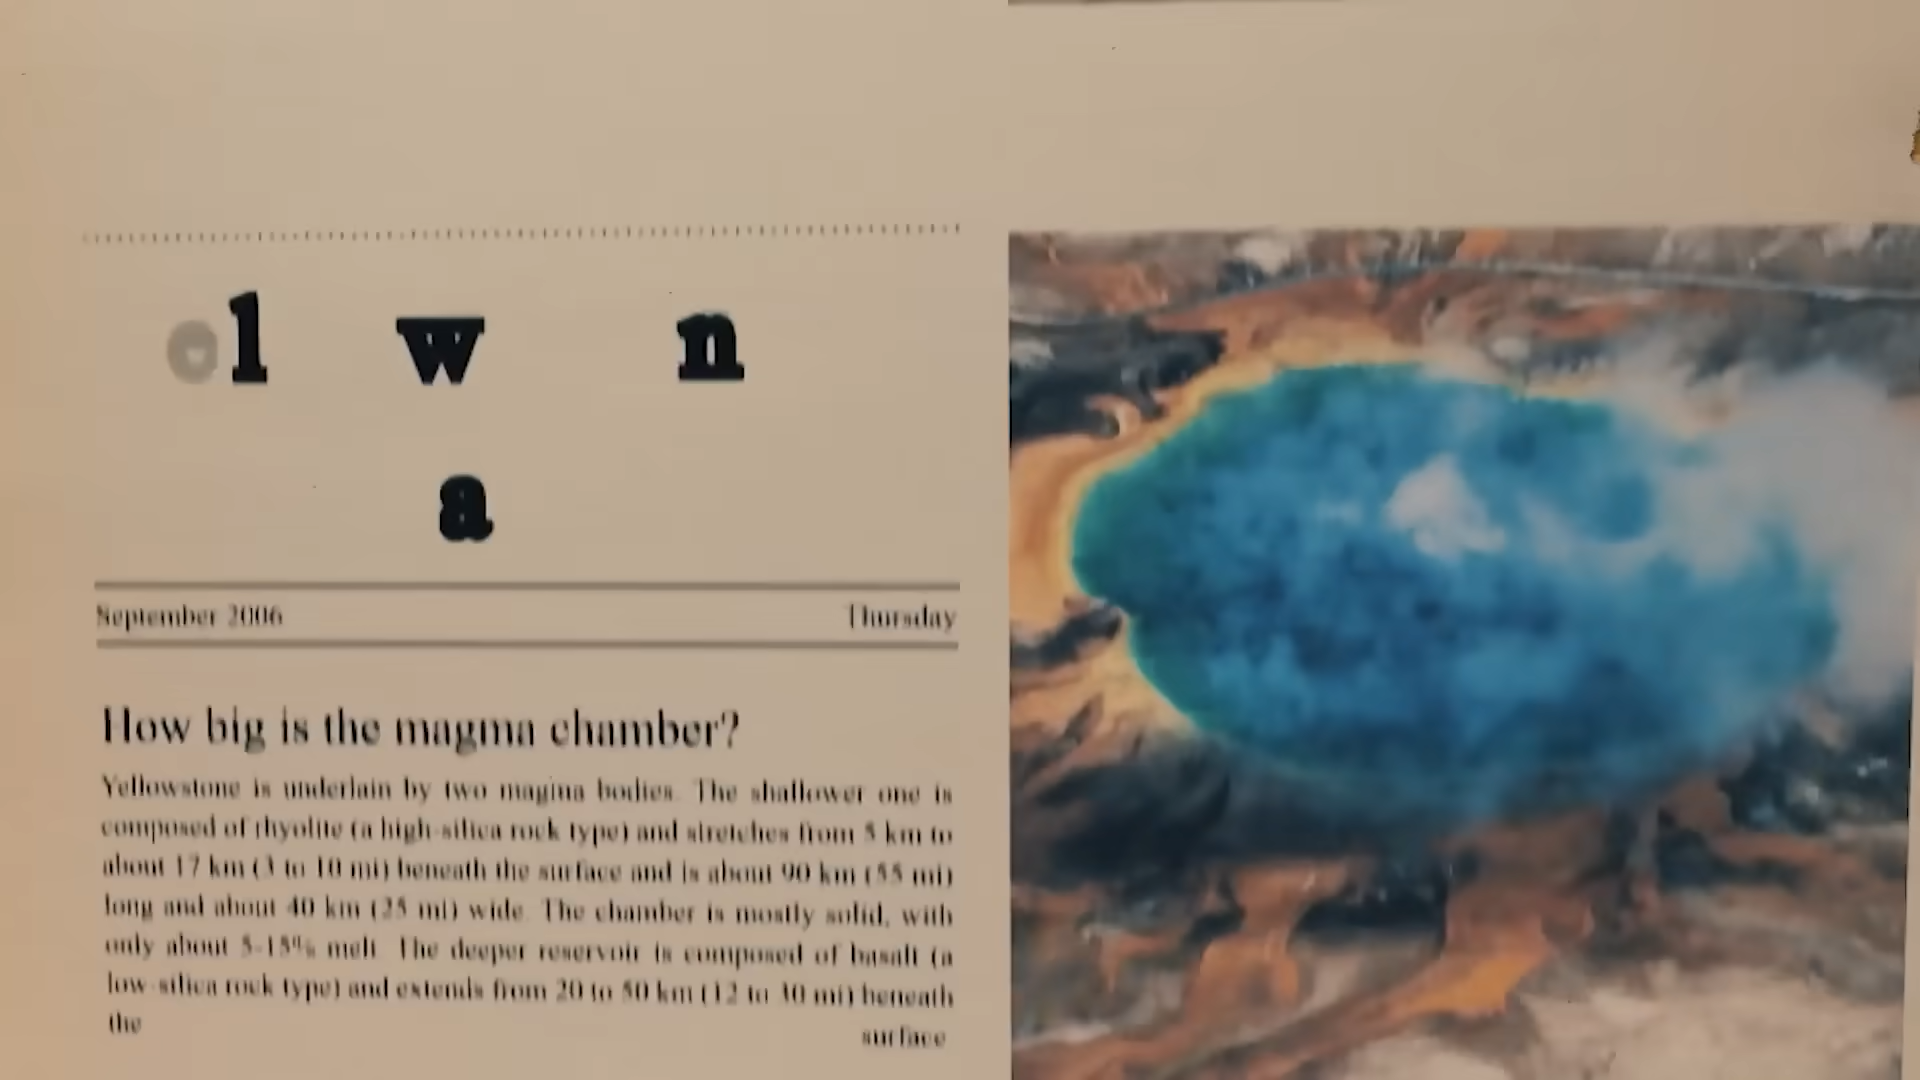 el w n
a
September 2006 Thursday
How big is the magma chamber?
Yellowstone is underlain by two magma bodies. The shallower one is
composed of rhyolite (a high-silica rock type) and stretches from 5 km to
about 17 km (3 to 10 mi) beneath the surface and is about 90 km (55 mi)
long and about 40 km (25 mi) wide. The chamber is mostly solid, with
only about 5-15% melt. The deeper reservoir is composed of basalt (a
low-silica rock type) and extends from 20 to 50 km (12 to 30 mi) beneath
the surface